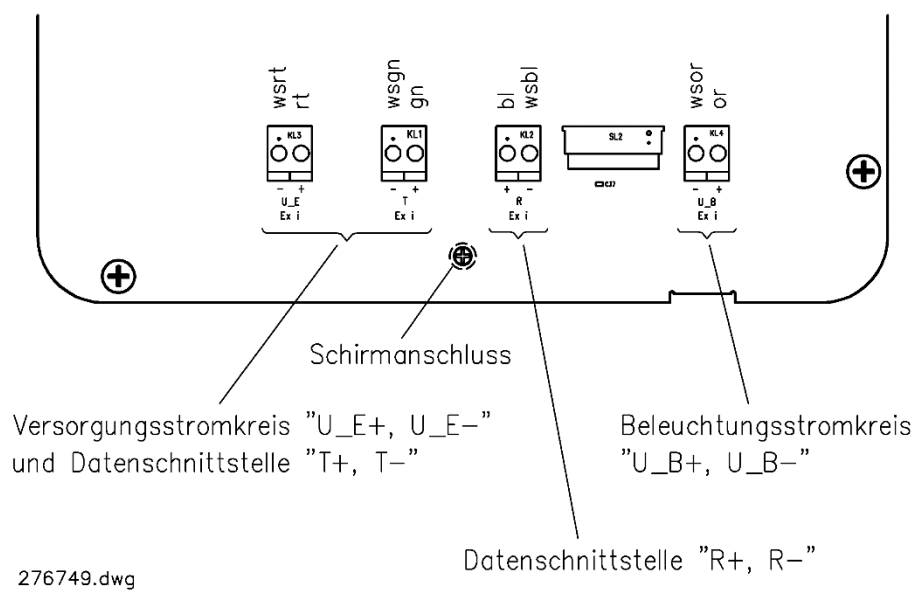 wsrt
rt
wsgn
gn
bl
wsbl
wsor
or
KL3
KL1
KL2
SL2
KL4
- +
- +
+ -
CJ7
- +
U_E
T
R
U_B
Ex i
Ex i
Ex i
Ex i
Schirmanschluss
Versorgungsstromkreis "U_E+, U_E-"
und Datenschnittstelle "T+, T-"
Beleuchtungsstromkreis
"U_B+, U_B-"
Datenschnittstelle "R+, R-"
276749.dwg